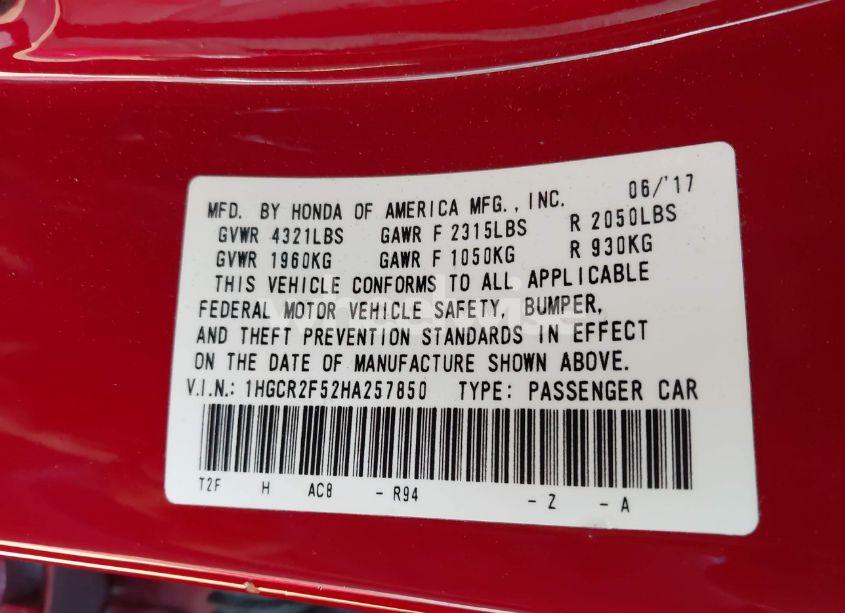 MFD. BY HONDA OF AMERICA MFG., INC. 06/'17
GVWR 4321LBS GAWR F 2315LBS R 2050LBS
GVWR 1960KG GAWR F 1050KG R 930KG
THIS VEHICLE CONFORMS TO ALL APPLICABLE
FEDERAL MOTOR VEHICLE SAFETY, BUMPER,
AND THEFT PREVENTION STANDARDS IN EFFECT
ON THE DATE OF MANUFACTURE SHOWN ABOVE.
V.I.N.: 1HGCR2F52HA257850 TYPE: PASSENGER CAR
T2F H AC8 - R94 - Z - A